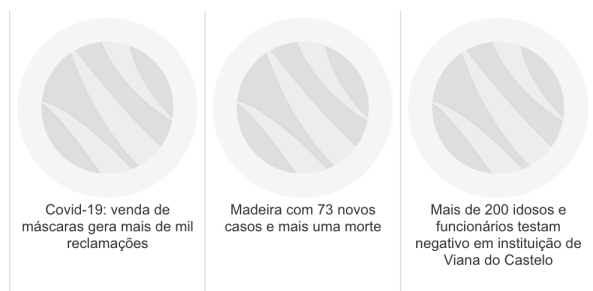 Covid-19: venda de
máscaras gera mais de mil
reclamações
Madeira com 73 novos
casos e mais uma morte
Mais de 200 idosos e
funcionários testam
negativo em instituição de
Viana do Castelo